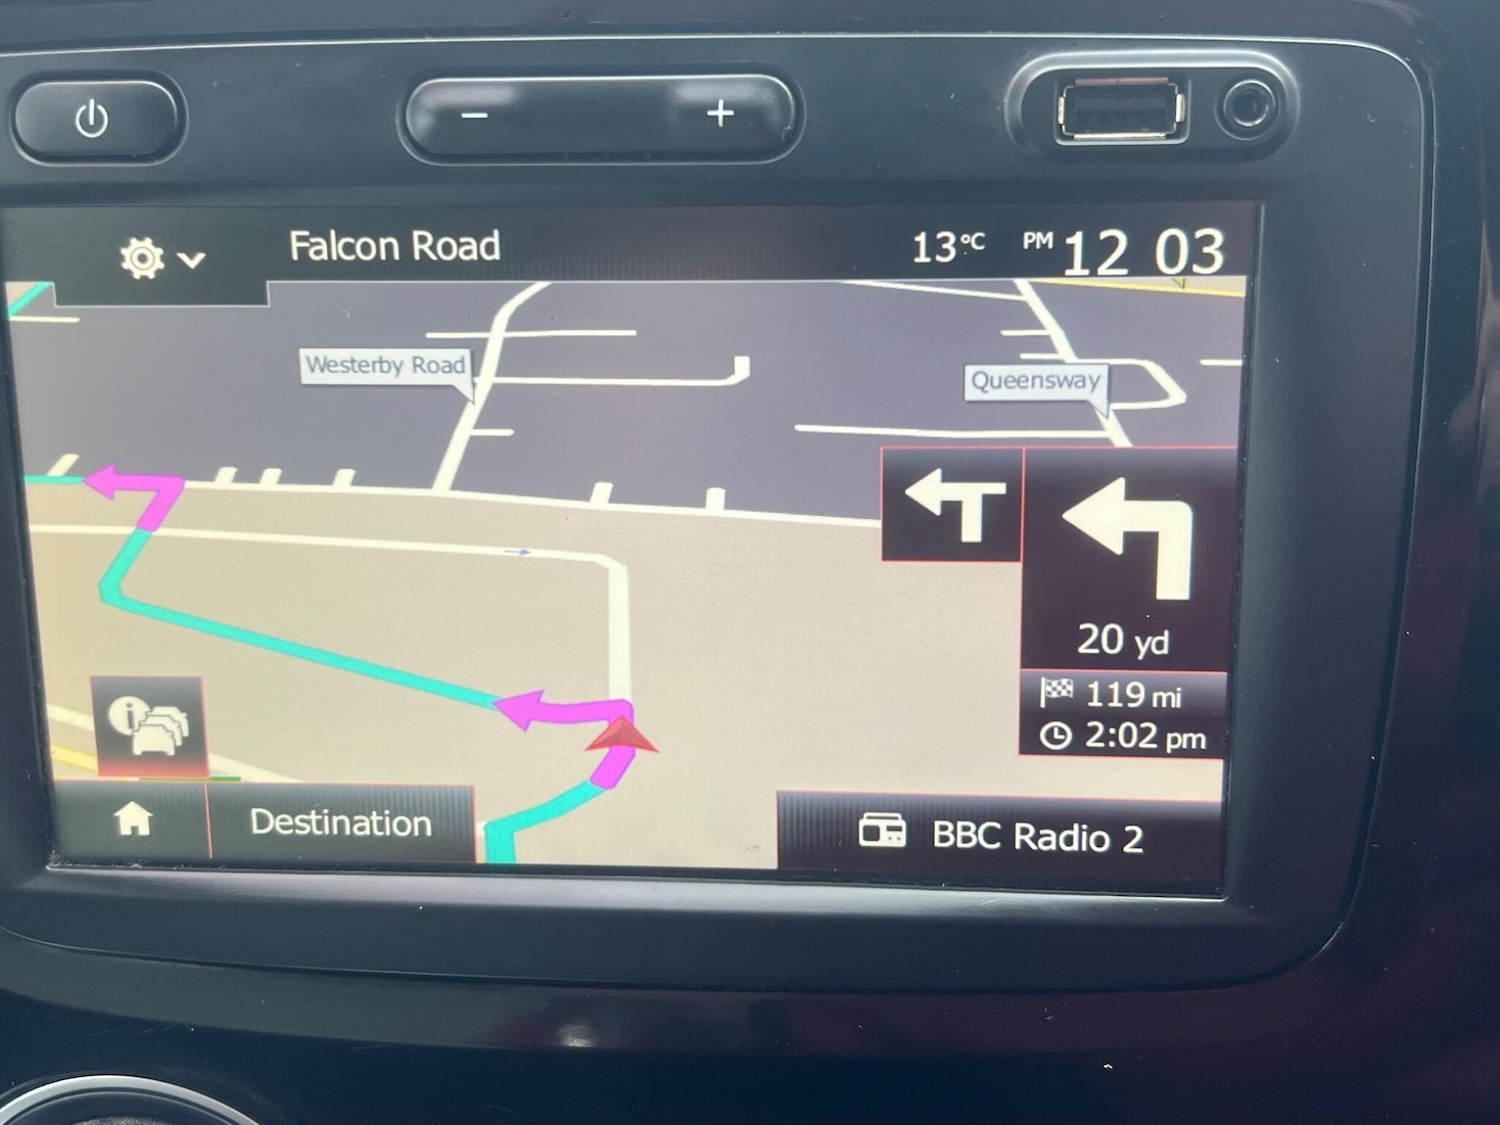 Falcon Road
13°C
PM 12 03
Westerby Road
Queensway
20 yd
119 mi
2:02 pm
Destination
BBC Radio 2